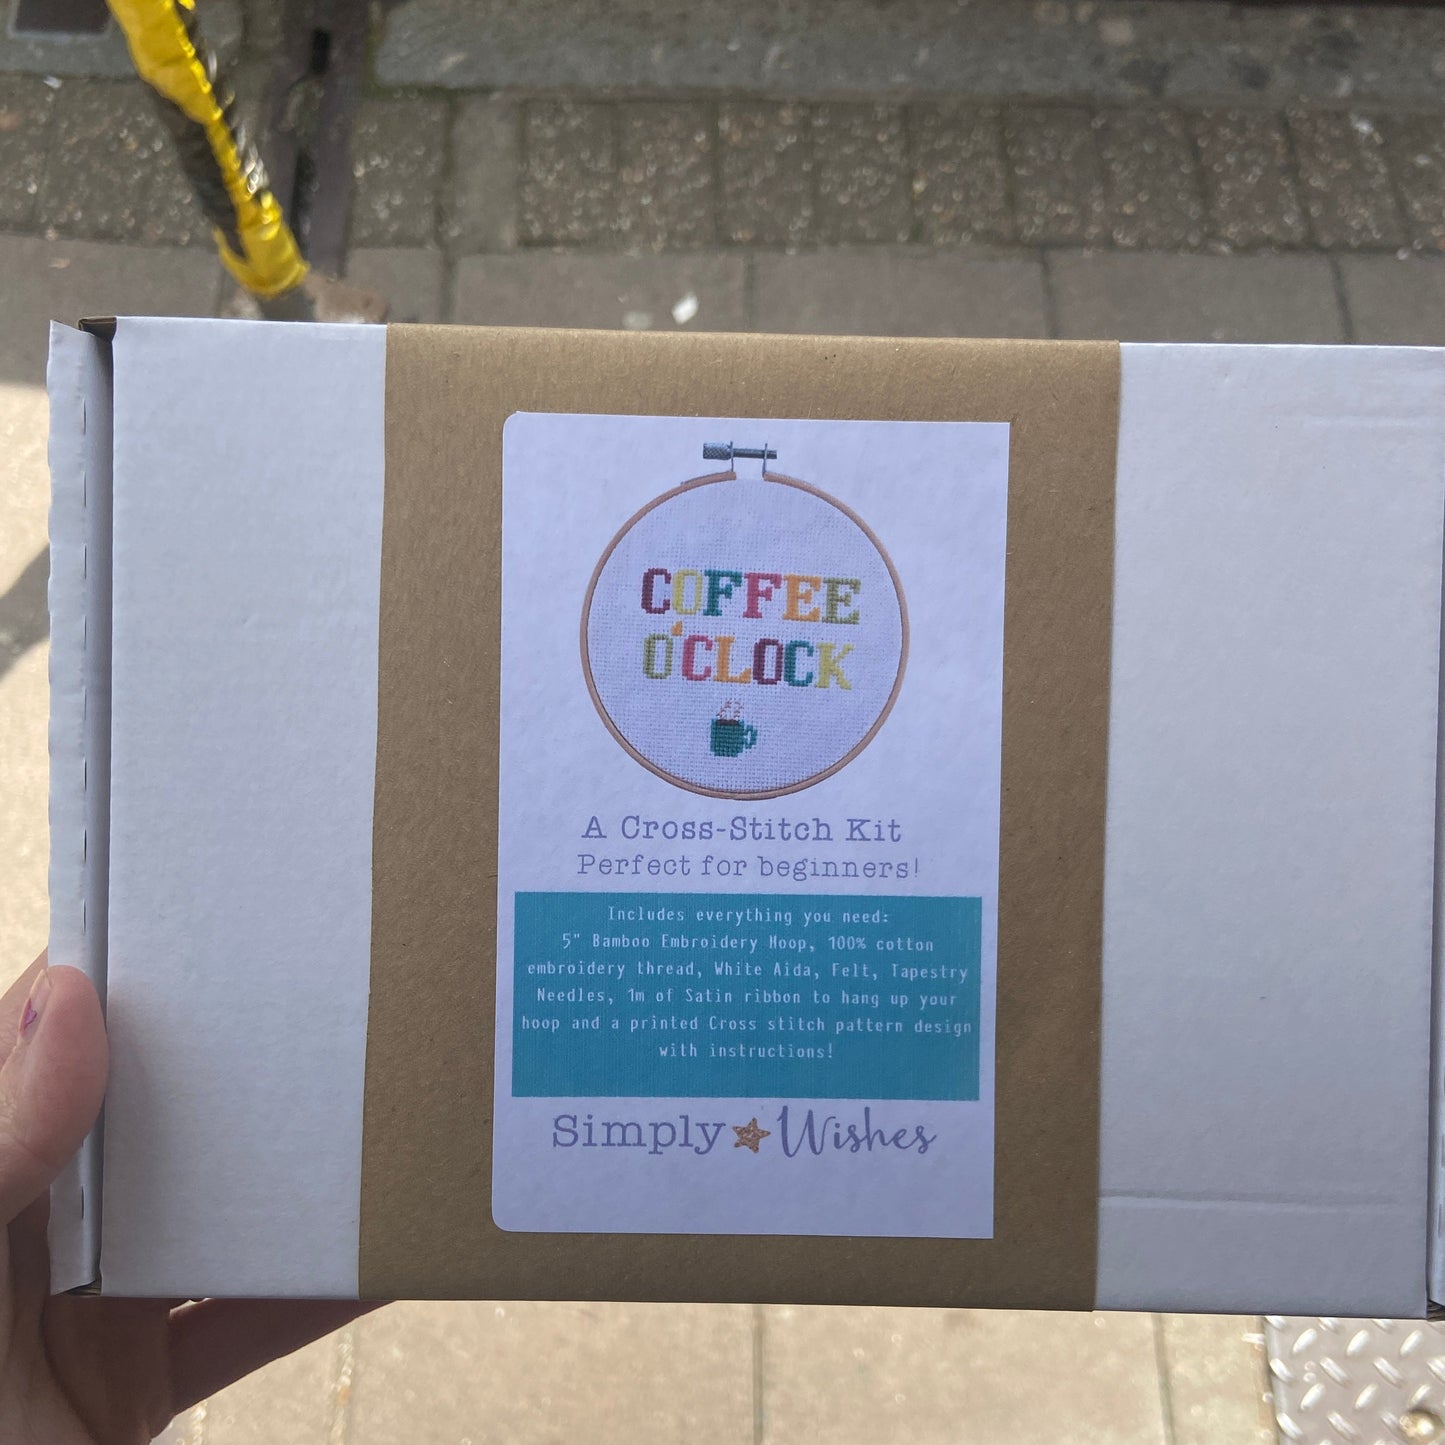 COFFEE
O'CLOCK
A Cross-Stitch Kit
Perfect for beginners!
Includes everything you need:
5" Bamboo Embroidery Hoop, 100% cotton
embroidery thread, White Aida, Felt, Tapestry
Needles, 1m of Satin ribbon to hang up your
hoop and a printed Cross stitch pattern design
with instructions!
Simply Wishes